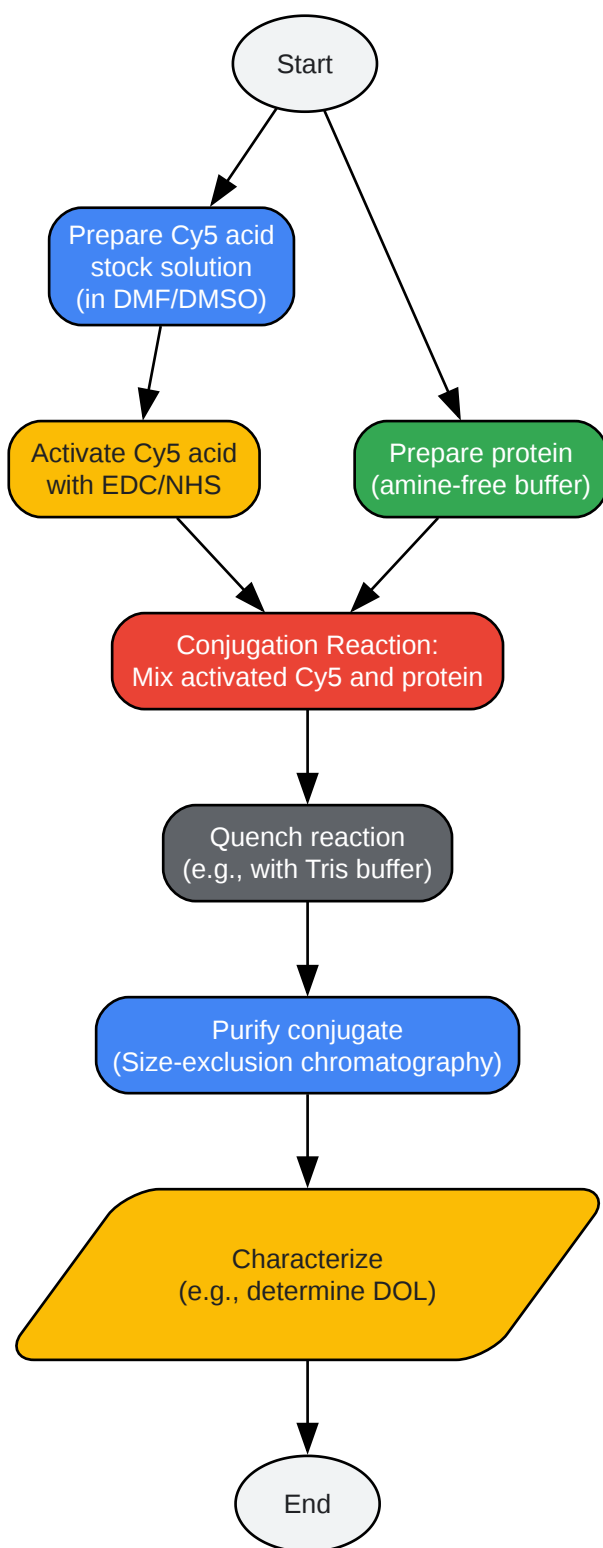 Start
Prepare Cy5 acid
stock solution
(in DMF/DMSO)
Activate Cy5 acid
with EDC/NHS
Prepare protein
(amine-free buffer)
Conjugation Reaction:
Mix activated Cy5 and protein
Quench reaction
(e.g., with Tris buffer)
Purify conjugate
(Size-exclusion chromatography)
Characterize
(e.g., determine DOL)
End